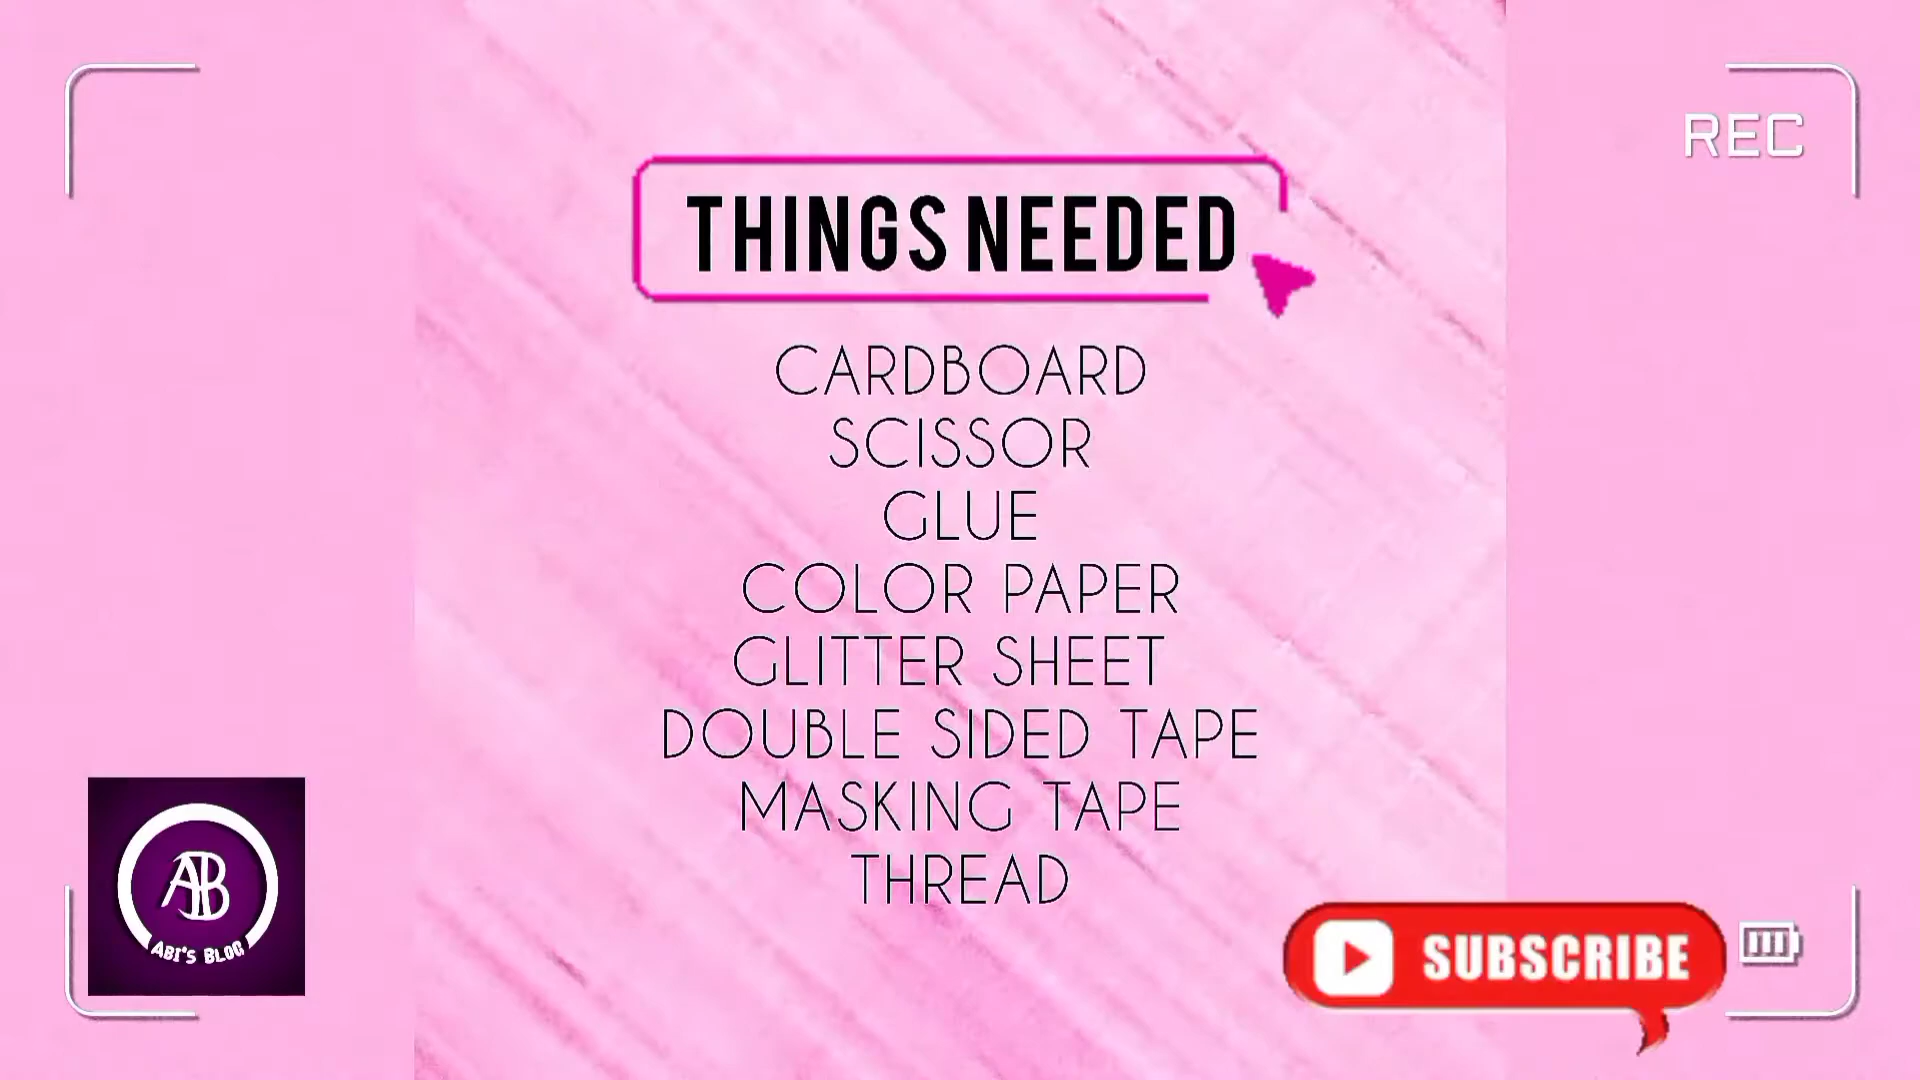 REC
THINGS NEEDED
CARDBOARD
SCISSOR
GLUE
COLOR PAPER
GLITTER SHEET
DOUBLE SIDED TAPE
MASKING TAPE
THREAD
AB
ABI'S BLOG
SUBSCRIBE